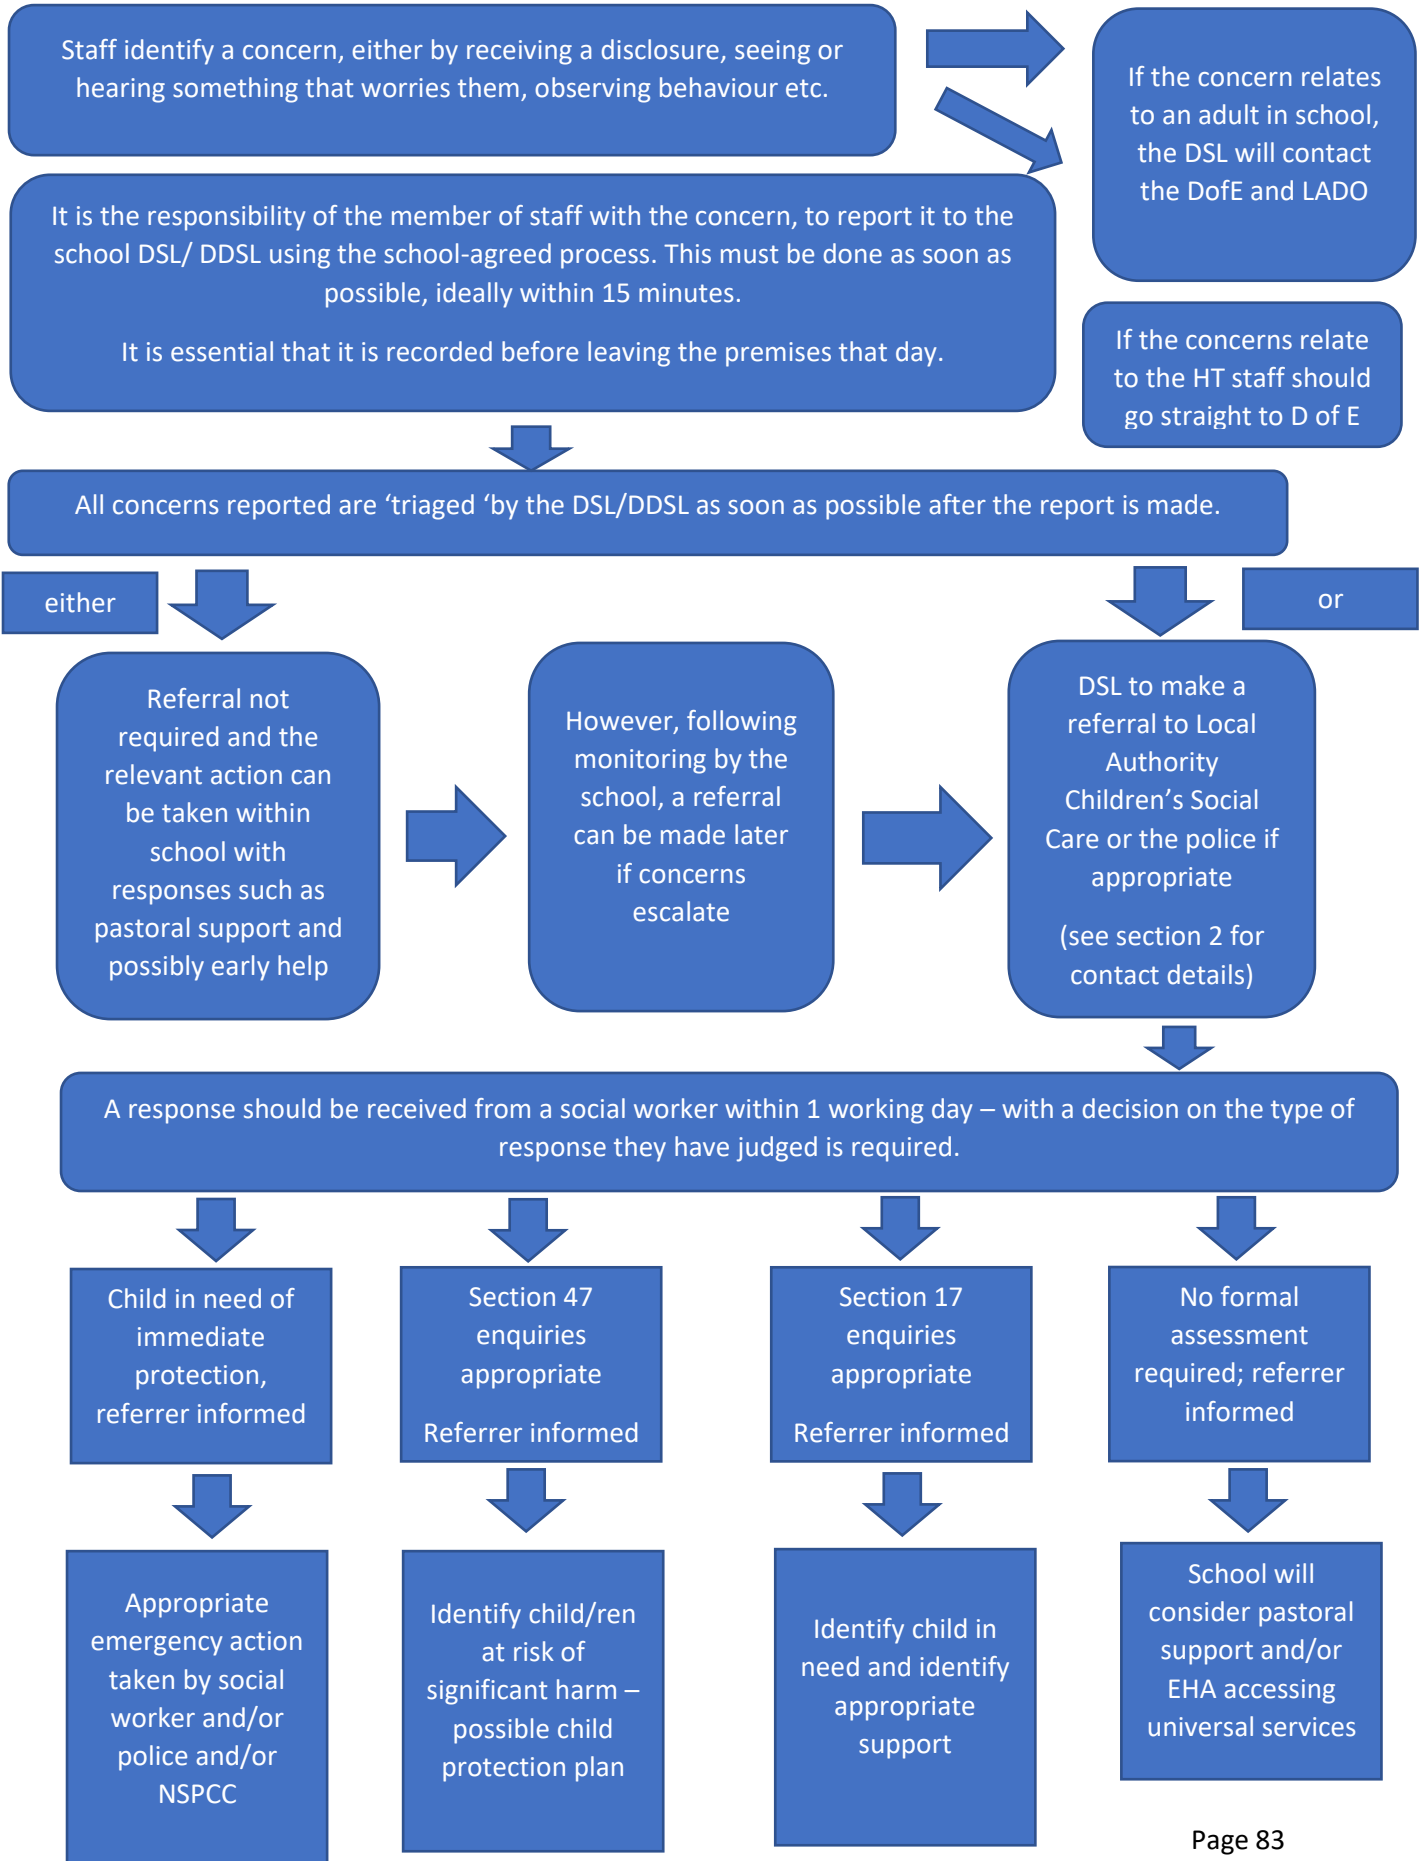 Staff identify a concern, either by receiving a disclosure, seeing or
hearing something that worries them, observing behaviour etc.
If the concern relates
to an adult in school,
the DSL will contact
the DofE and LADO
It is the responsibility of the member of staff with the concern, to report it to the
school DSL/ DDSL using the school-agreed process. This must be done as soon as
possible, ideally within 15 minutes.
It is essential that it is recorded before leaving the premises that day.
If the concerns relate
to the HT staff should
go straight to D of E
All concerns reported are ‘triaged ‘by the DSL/DDSL as soon as possible after the report is made.
either
or
Referral not
required and the
relevant action can
be taken within
school with
responses such as
pastoral support and
possibly early help
However, following
monitoring by the
school, a referral
can be made later
if concerns
escalate
DSL to make a
referral to Local
Authority
Children’s Social
Care or the police if
appropriate
(see section 2 for
contact details)
A response should be received from a social worker within 1 working day – with a decision on the type of
response they have judged is required.
Child in need of
immediate
protection,
referrer informed
Section 47
enquiries
appropriate
Referrer informed
Section 17
enquiries
appropriate
Referrer informed
No formal
assessment
required; referrer
informed
Appropriate
emergency action
taken by social
worker and/or
police and/or
NSPCC
Identify child/ren
at risk of
significant harm –
possible child
protection plan
Identify child in
need and identify
appropriate
support
School will
consider pastoral
support and/or
EHA accessing
universal services
Page 83